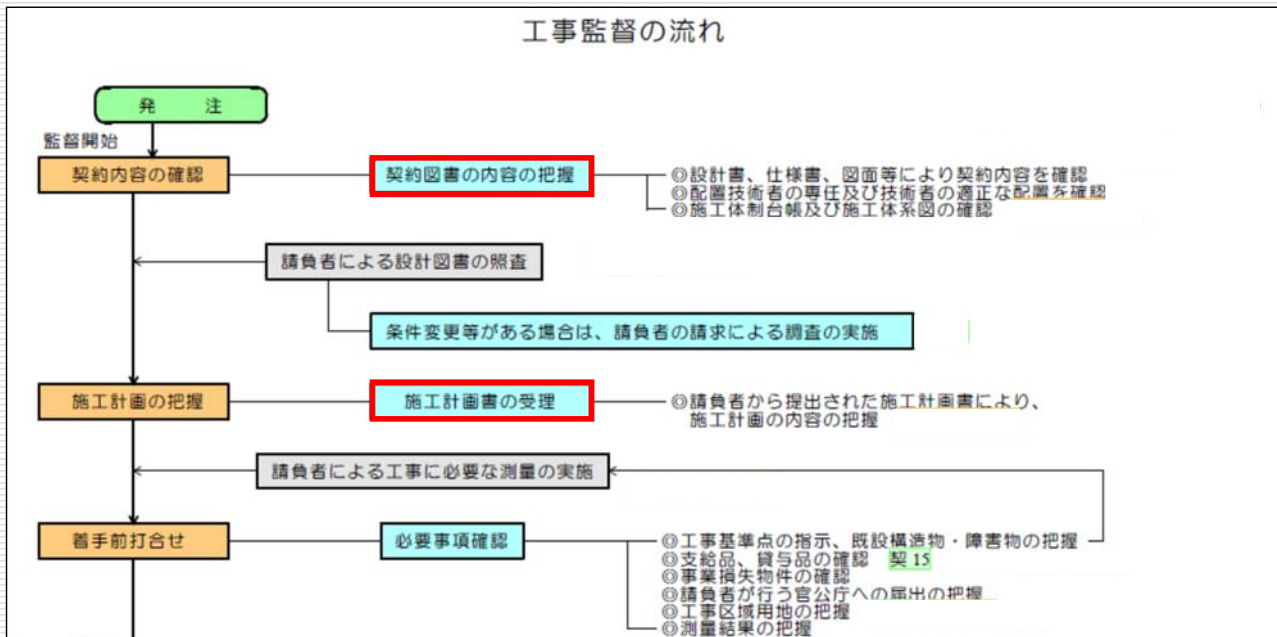 工事監督の流れ
発 注
監督開始
契約内容の確認
契約図書の内容の把握
◎設計書、仕様書、図面等により契約内容を確認
◎配置技術者の専任及び技術者の適正な配置を確認
◎施工体制台帳及び施工体系図の確認
請負者による設計図書の照査
条件変更等がある場合は、請負者の請求による調査の実施
施工計画の把握
施工計画書の受理
◎請負者から提出された施工計画書により、
施工計画の内容の把握
請負者による工事に必要な測量の実施
着手前打合せ
必要事項確認
◎工事基準点の指示、既設構造物・障害物の把握
◎支給品、貸与品の確認 契15
◎事業損失物件の確認
◎請負者が行う官公庁への届出の把握
◎工事区域用地の把握
◎測量結果の把握